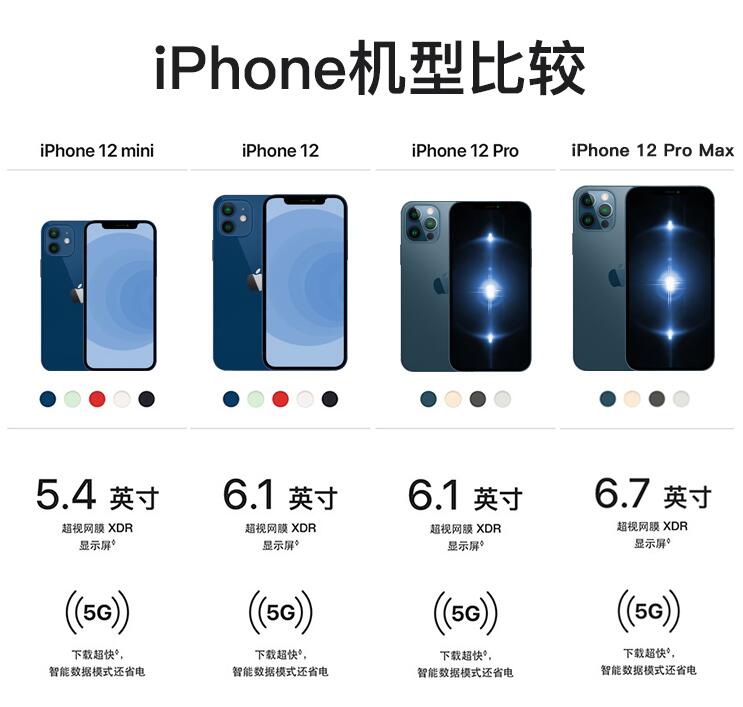 iPhone机型比较
iPhone 12 mini
iPhone 12
iPhone 12 Pro
iPhone 12 Pro Max
5.4 英寸
超视网膜 XDR
显示屏◊
6.1 英寸
超视网膜 XDR
显示屏◊
6.1 英寸
超视网膜 XDR
显示屏◊
6.7 英寸
超视网膜 XDR
显示屏◊
5G
下载超快◊，
智能数据模式还省电
5G
下载超快◊，
智能数据模式还省电
5G
下载超快◊，
智能数据模式还省电
5G
下载超快◊，
智能数据模式还省电